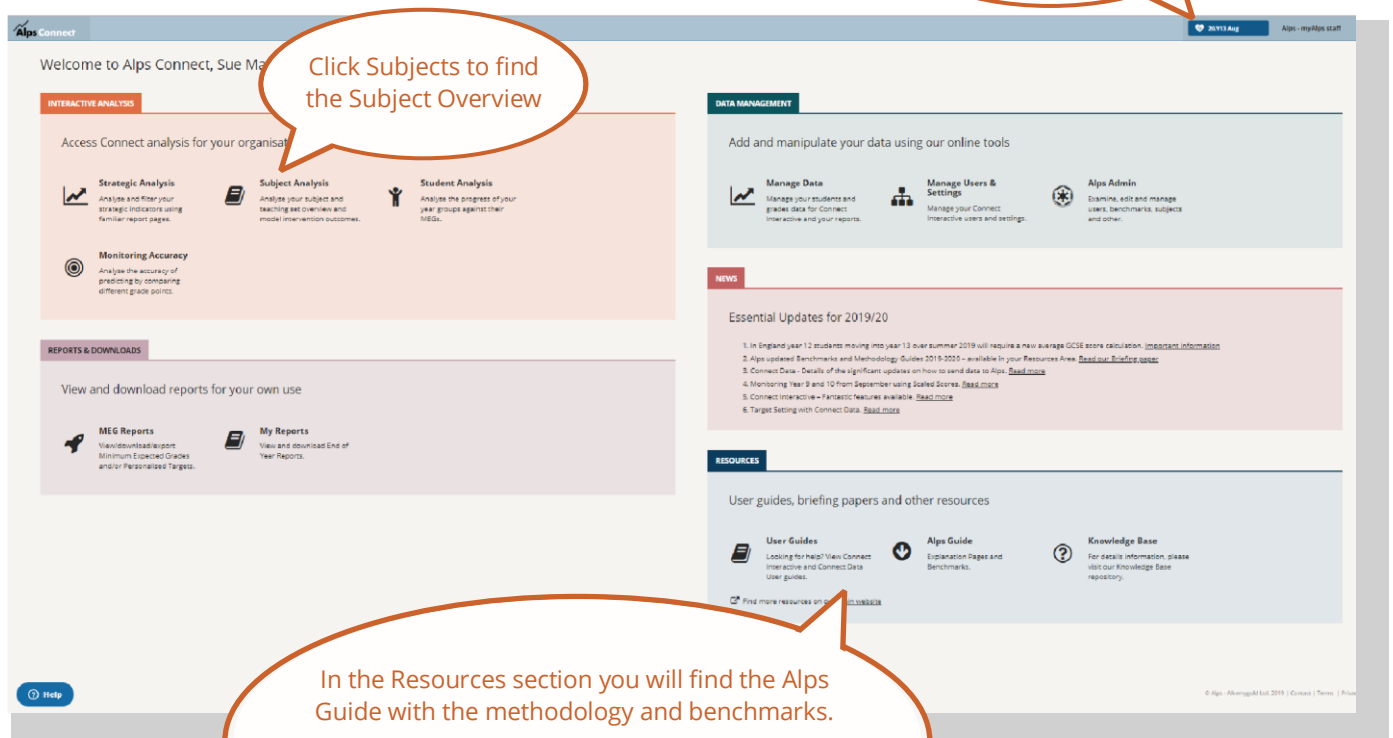 Alps Connect
20.Y13 Aug
Alps - myAlps staff
Welcome to Alps Connect, Sue Ma
Click Subjects to find
the Subject Overview
INTERACTIVE ANALYSIS
Access Connect analysis for your organisat
Strategic Analysis
Analyse and filter your
strategic indicators using
familiar report pages.
Subject Analysis
Analyse your subject and
teaching set overview and
model intervention outcomes.
Student Analysis
Analyse the progress of your
year groups against their
MEGs.
Monitoring Accuracy
Analyse the accuracy of
predicting by comparing
different grade points.
REPORTS & DOWNLOADS
View and download reports for your own use
MEG Reports
View/download/export
Minimum Expected Grades
and/or Personalised Targets.
My Reports
View and download End of
Year Reports.
DATA MANAGEMENT
Add and manipulate your data using our online tools
Manage Data
Manage your students and
grades data for Connect
Interactive and your reports.
Manage Users &
Settings
Manage your Connect
Interactive users and settings.
Alps Admin
Examine, edit and manage
users, benchmarks, subjects
and other.
NEWS
Essential Updates for 2019/20
1. In England year 12 students moving into year 13 over summer 2019 will require a new average GCSE score calculation. Important information
2. Alps updated Benchmarks and Methodology Guides 2019-2020 – available in your Resources Area. Read our Briefing paper
3. Connect Data - Details of the significant updates on how to send data to Alps. Read more
4. Monitoring Year 9 and 10 from September using Scaled Scores. Read more
5. Connect Interactive – Fantastic features available. Read more
6. Target Setting with Connect Data. Read more
RESOURCES
User guides, briefing papers and other resources
User Guides
Looking for help? View Connect
Interactive and Connect Data
User guides.
Alps Guide
Explanation Pages and
Benchmarks.
Knowledge Base
For details information, please
visit our Knowledge Base
repository.
Find more resources on in website
In the Resources section you will find the Alps
Guide with the methodology and benchmarks.
Help
© Alps - Alkemygold Ltd. 2019 | Contact | Terms | Priva